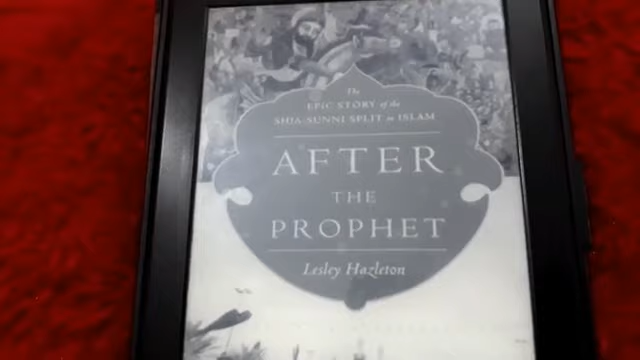 The
EPIC STORY of the
SHIA-SUNNI SPLIT in ISLAM
AFTER
THE
PROPHET
Lesley Hazleton